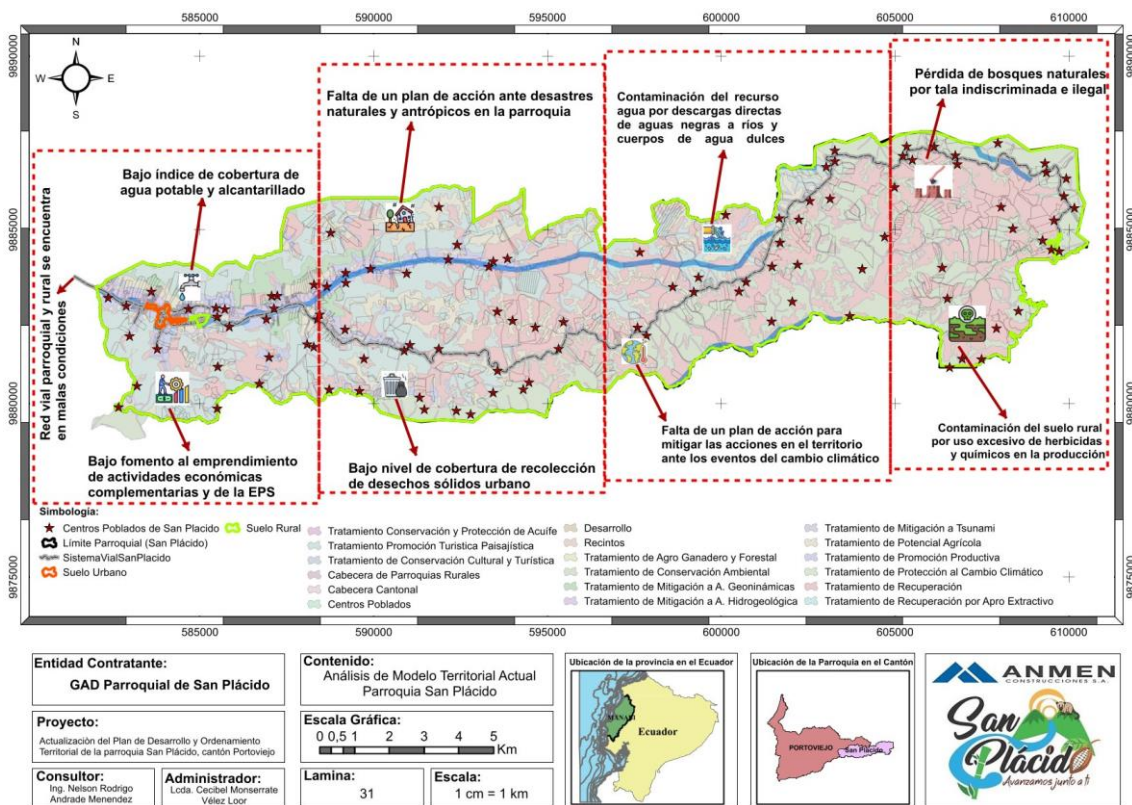 585000
590000
595000
600000
605000
610000
9890000
9885000
9880000
9875000
9890000
9885000
9880000
9875000
N
W
E
S
Pérdida de bosques naturales
por tala indiscriminada e ilegal
Falta de un plan de acción ante desastres
naturales y antrópicos en la parroquia
Contaminación del recurso
agua por descargas directas
de aguas negras a ríos y
cuerpos de agua dulces
Bajo índice de cobertura de
agua potable y alcantarillado
Red vial parroquial y rural se encuentra
en malas condiciones
Bajo fomento al emprendimiento
de actividades económicas
complementarias y de la EPS
Bajo nivel de cobertura de recolección
de desechos sólidos urbano
Falta de un plan de acción para
mitigar las acciones en el territorio
ante los eventos del cambio climático
Contaminación del suelo rural
por uso excesivo de herbicidas
y químicos en la producción
Simbología:
Centros Poblados de San Placido
Suelo Rural
Límite Parroquial (San Plácido)
SistemaVialSanPlacido
Suelo Urbano
Tratamiento Conservación y Protección de Acuífe
Tratamiento Promoción Turistica Paisajística
Tratamiento de Conservación Cultural y Turística
Cabecera de Parroquias Rurales
Cabecera Cantonal
Centros Poblados
Desarrollo
Recintos
Tratamiento de Agro Ganadero y Forestal
Tratamiento de Conservación Ambiental
Tratamiento de Mitigación a A. Geoninámicas
Tratamiento de Mitigación a A. Hidrogeológica
Tratamiento de Mitigación a Tsunami
Tratamiento de Potencial Agrícola
Tratamiento de Promoción Productiva
Tratamiento de Protección al Cambio Climático
Tratamiento de Recuperación
Tratamiento de Recuperación por Apro Extractivo
585000
590000
595000
600000
605000
610000
Entidad Contratante:
GAD Parroquial de San Plácido
Proyecto:
Actualización del Plan de Desarrollo y Ordenamiento
Territorial de la parroquia San Plácido, cantón Portoviejo
Consultor:
Ing. Nelson Rodrigo
Andrade Menendez
Administrador:
Lcda. Cecibel Monserrate
Vélez Loor
Contenido:
Análisis de Modelo Territorial Actual
Parroquia San Plácido
Escala Gráfica:
0 0,5 1 2 3 4 5
Km
Lamina:
31
Escala:
1 cm = 1 km
Ubicación de la provincia en el Ecuador
MANABI
Ecuador
Ubicación de la Parroquia en el Cantón
PORTOVIEJO
San Plácido
ANMEN
CONSTRUCCIONES S.A.
San
Plácido
Avanzamos junto a ti